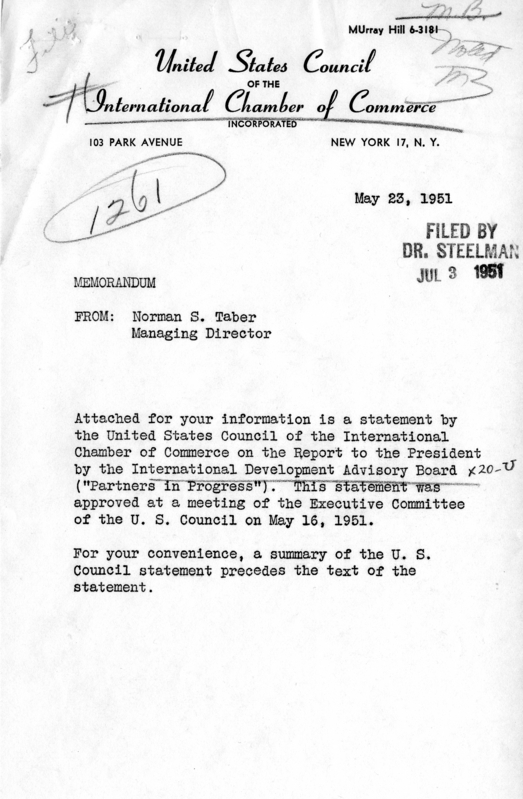 M.B.
MUrray Hill 6-3181
Noted
MB
United States Council
OF THE
International Chamber of Commerce
INCORPORATED
103 PARK AVENUE
NEW YORK 17, N. Y.
1261
May 23, 1951
FILED BY
DR. STEELMAN
JUL 3 1951
MEMORANDUM
FROM: Norman S. Taber
Managing Director
Attached for your information is a statement by
the United States Council of the International
Chamber of Commerce on the Report to the President
by the International Development Advisory Board x20-U
("Partners in Progress"). This statement was
approved at a meeting of the Executive Committee
of the U. S. Council on May 16, 1951.
For your convenience, a summary of the U. S.
Council statement precedes the text of the
statement.